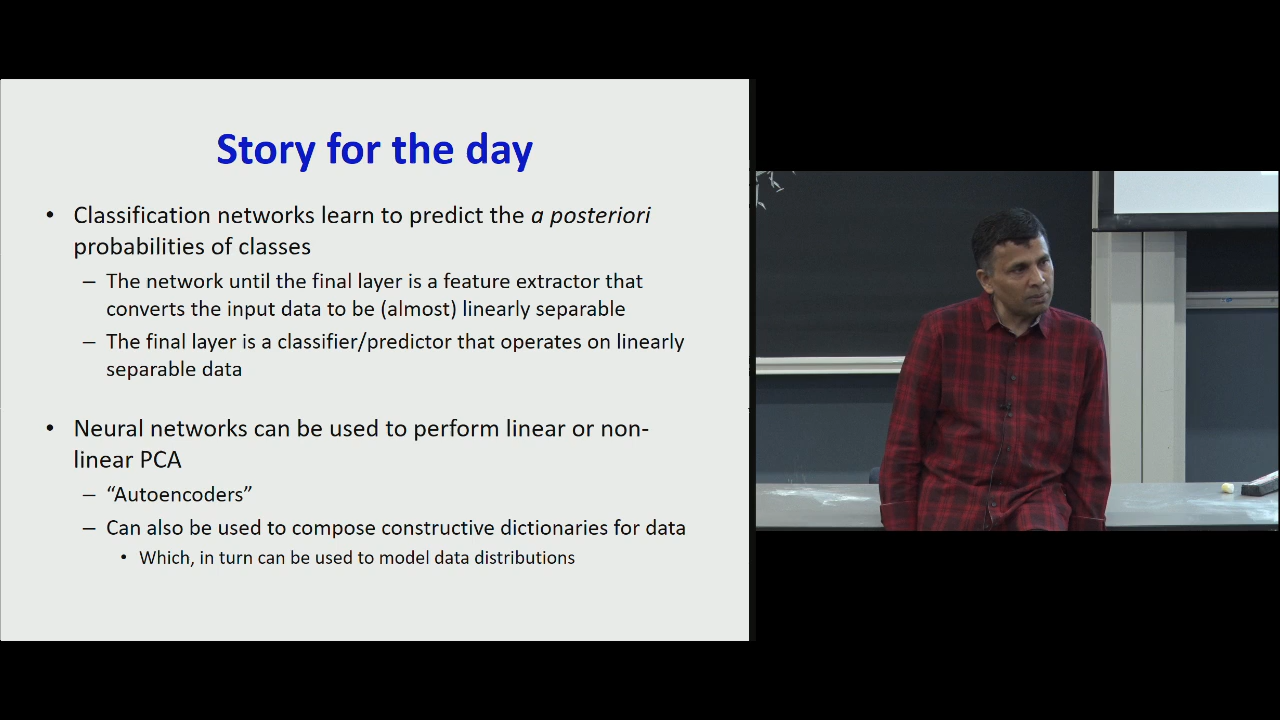 Story for the day
• Classification networks learn to predict the a posteriori
probabilities of classes
– The network until the final layer is a feature extractor that
converts the input data to be (almost) linearly separable
– The final layer is a classifier/predictor that operates on linearly
separable data
• Neural networks can be used to perform linear or non-
linear PCA
– “Autoencoders”
– Can also be used to compose constructive dictionaries for data
• Which, in turn can be used to model data distributions